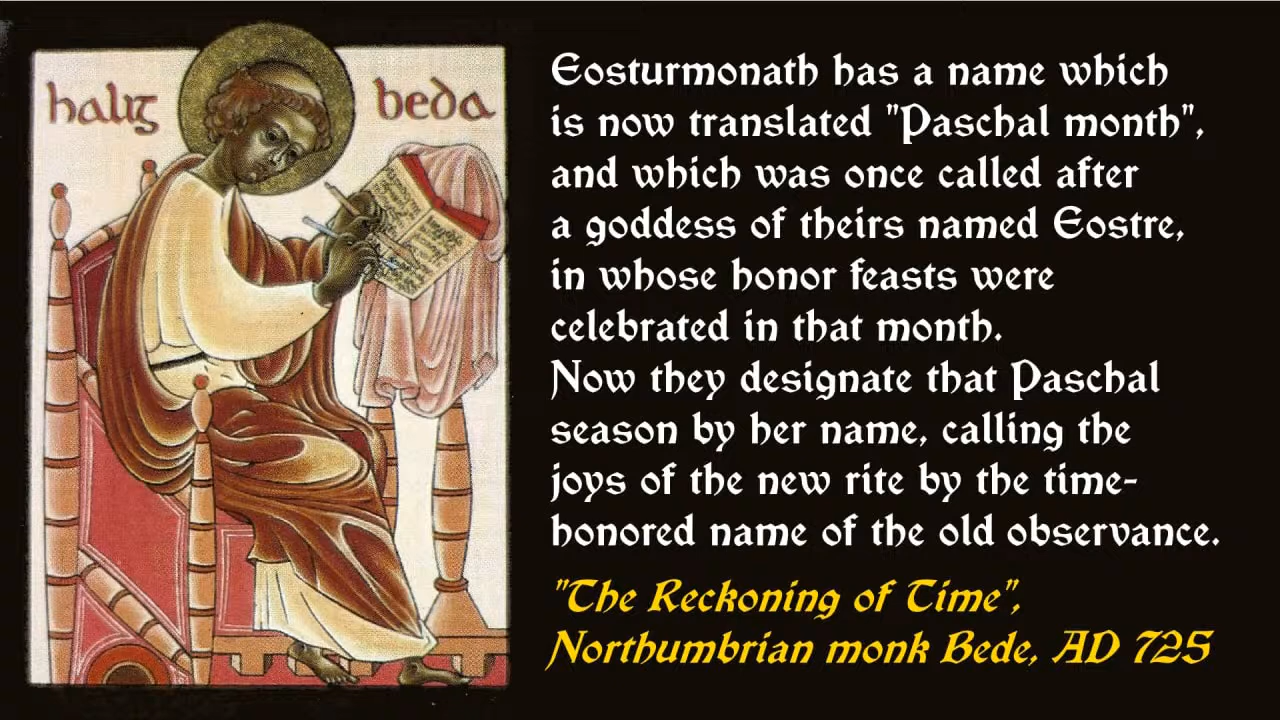 halig beda
Eosturmonath has a name which
is now translated "Paschal month",
and which was once called after
a goddess of theirs named Eostre,
in whose honor feasts were
celebrated in that month.
Now they designate that Paschal
season by her name, calling the
joys of the new rite by the time-
honored name of the old observance.
"The Reckoning of Time",
Northumbrian monk Bede, AD 725